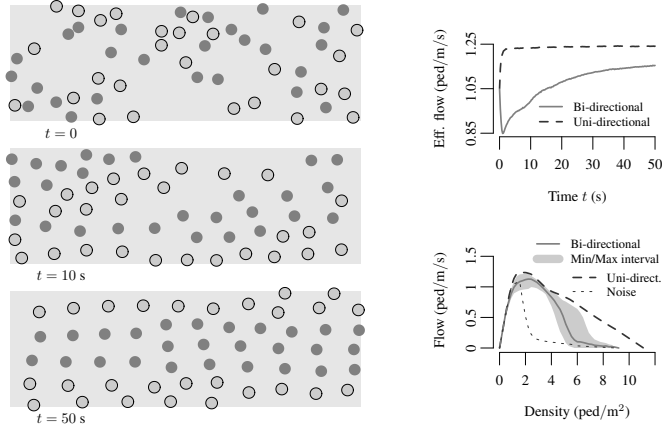 t = 0
t = 10 s
t = 50 s
Eff. flow (ped/m/s)
1.25
1.05
0.85
Bi-directional
Uni-directional
0 10 20 30 40 50
Time t (s)
Flow (ped/m/s)
1.5
1
0.5
0
Bi-directional
Min/Max interval
Uni-direct.
Noise
0 2 4 6 8 10
Density (ped/m²)